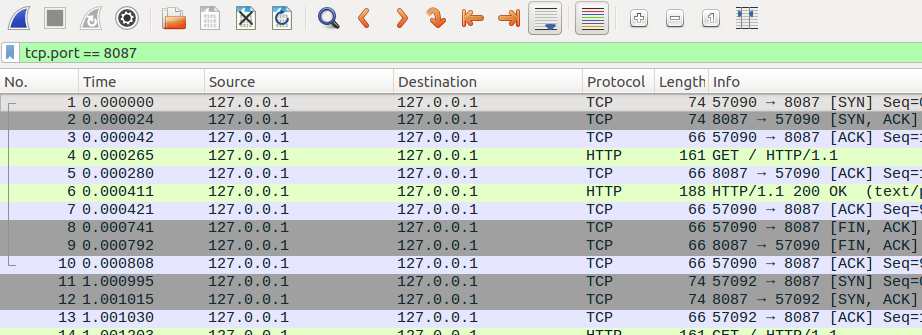 tcp.port == 8087
No. Time Source Destination Protocol Length Info
1 0.000000 127.0.0.1 127.0.0.1 TCP 74 57090 → 8087 [SYN] Seq=
2 0.000024 127.0.0.1 127.0.0.1 TCP 74 8087 → 57090 [SYN, ACK]
3 0.000042 127.0.0.1 127.0.0.1 TCP 66 57090 → 8087 [ACK] Seq=
4 0.000265 127.0.0.1 127.0.0.1 HTTP 161 GET / HTTP/1.1
5 0.000280 127.0.0.1 127.0.0.1 TCP 66 8087 → 57090 [ACK] Seq=
6 0.000411 127.0.0.1 127.0.0.1 HTTP 188 HTTP/1.1 200 OK (text/p
7 0.000421 127.0.0.1 127.0.0.1 TCP 66 57090 → 8087 [ACK] Seq=
8 0.000741 127.0.0.1 127.0.0.1 TCP 66 57090 → 8087 [FIN, ACK]
9 0.000792 127.0.0.1 127.0.0.1 TCP 66 8087 → 57090 [FIN, ACK]
10 0.000808 127.0.0.1 127.0.0.1 TCP 66 57090 → 8087 [ACK] Seq=
11 1.000995 127.0.0.1 127.0.0.1 TCP 74 57092 → 8087 [SYN] Seq=
12 1.001015 127.0.0.1 127.0.0.1 TCP 74 8087 → 57092 [SYN, ACK]
13 1.001030 127.0.0.1 127.0.0.1 TCP 66 57092 → 8087 [ACK] Seq=
14 1.001203 127.0.0.1 127.0.0.1 HTTP 161 GET / HTTP/1.1